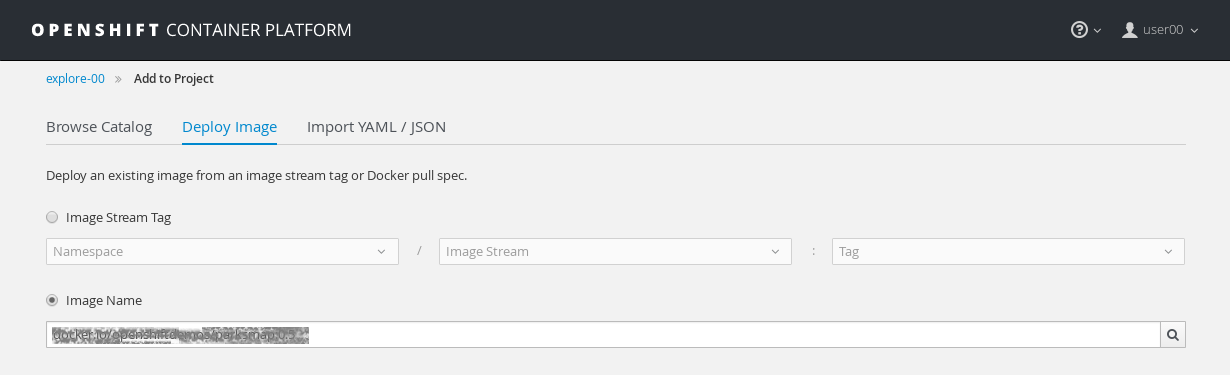 OPENSHIFT CONTAINER PLATFORM
user00
explore-00 » Add to Project
Browse Catalog Deploy Image Import YAML / JSON
Deploy an existing image from an image stream tag or Docker pull spec.
Image Stream Tag
Namespace / Image Stream : Tag
Image Name